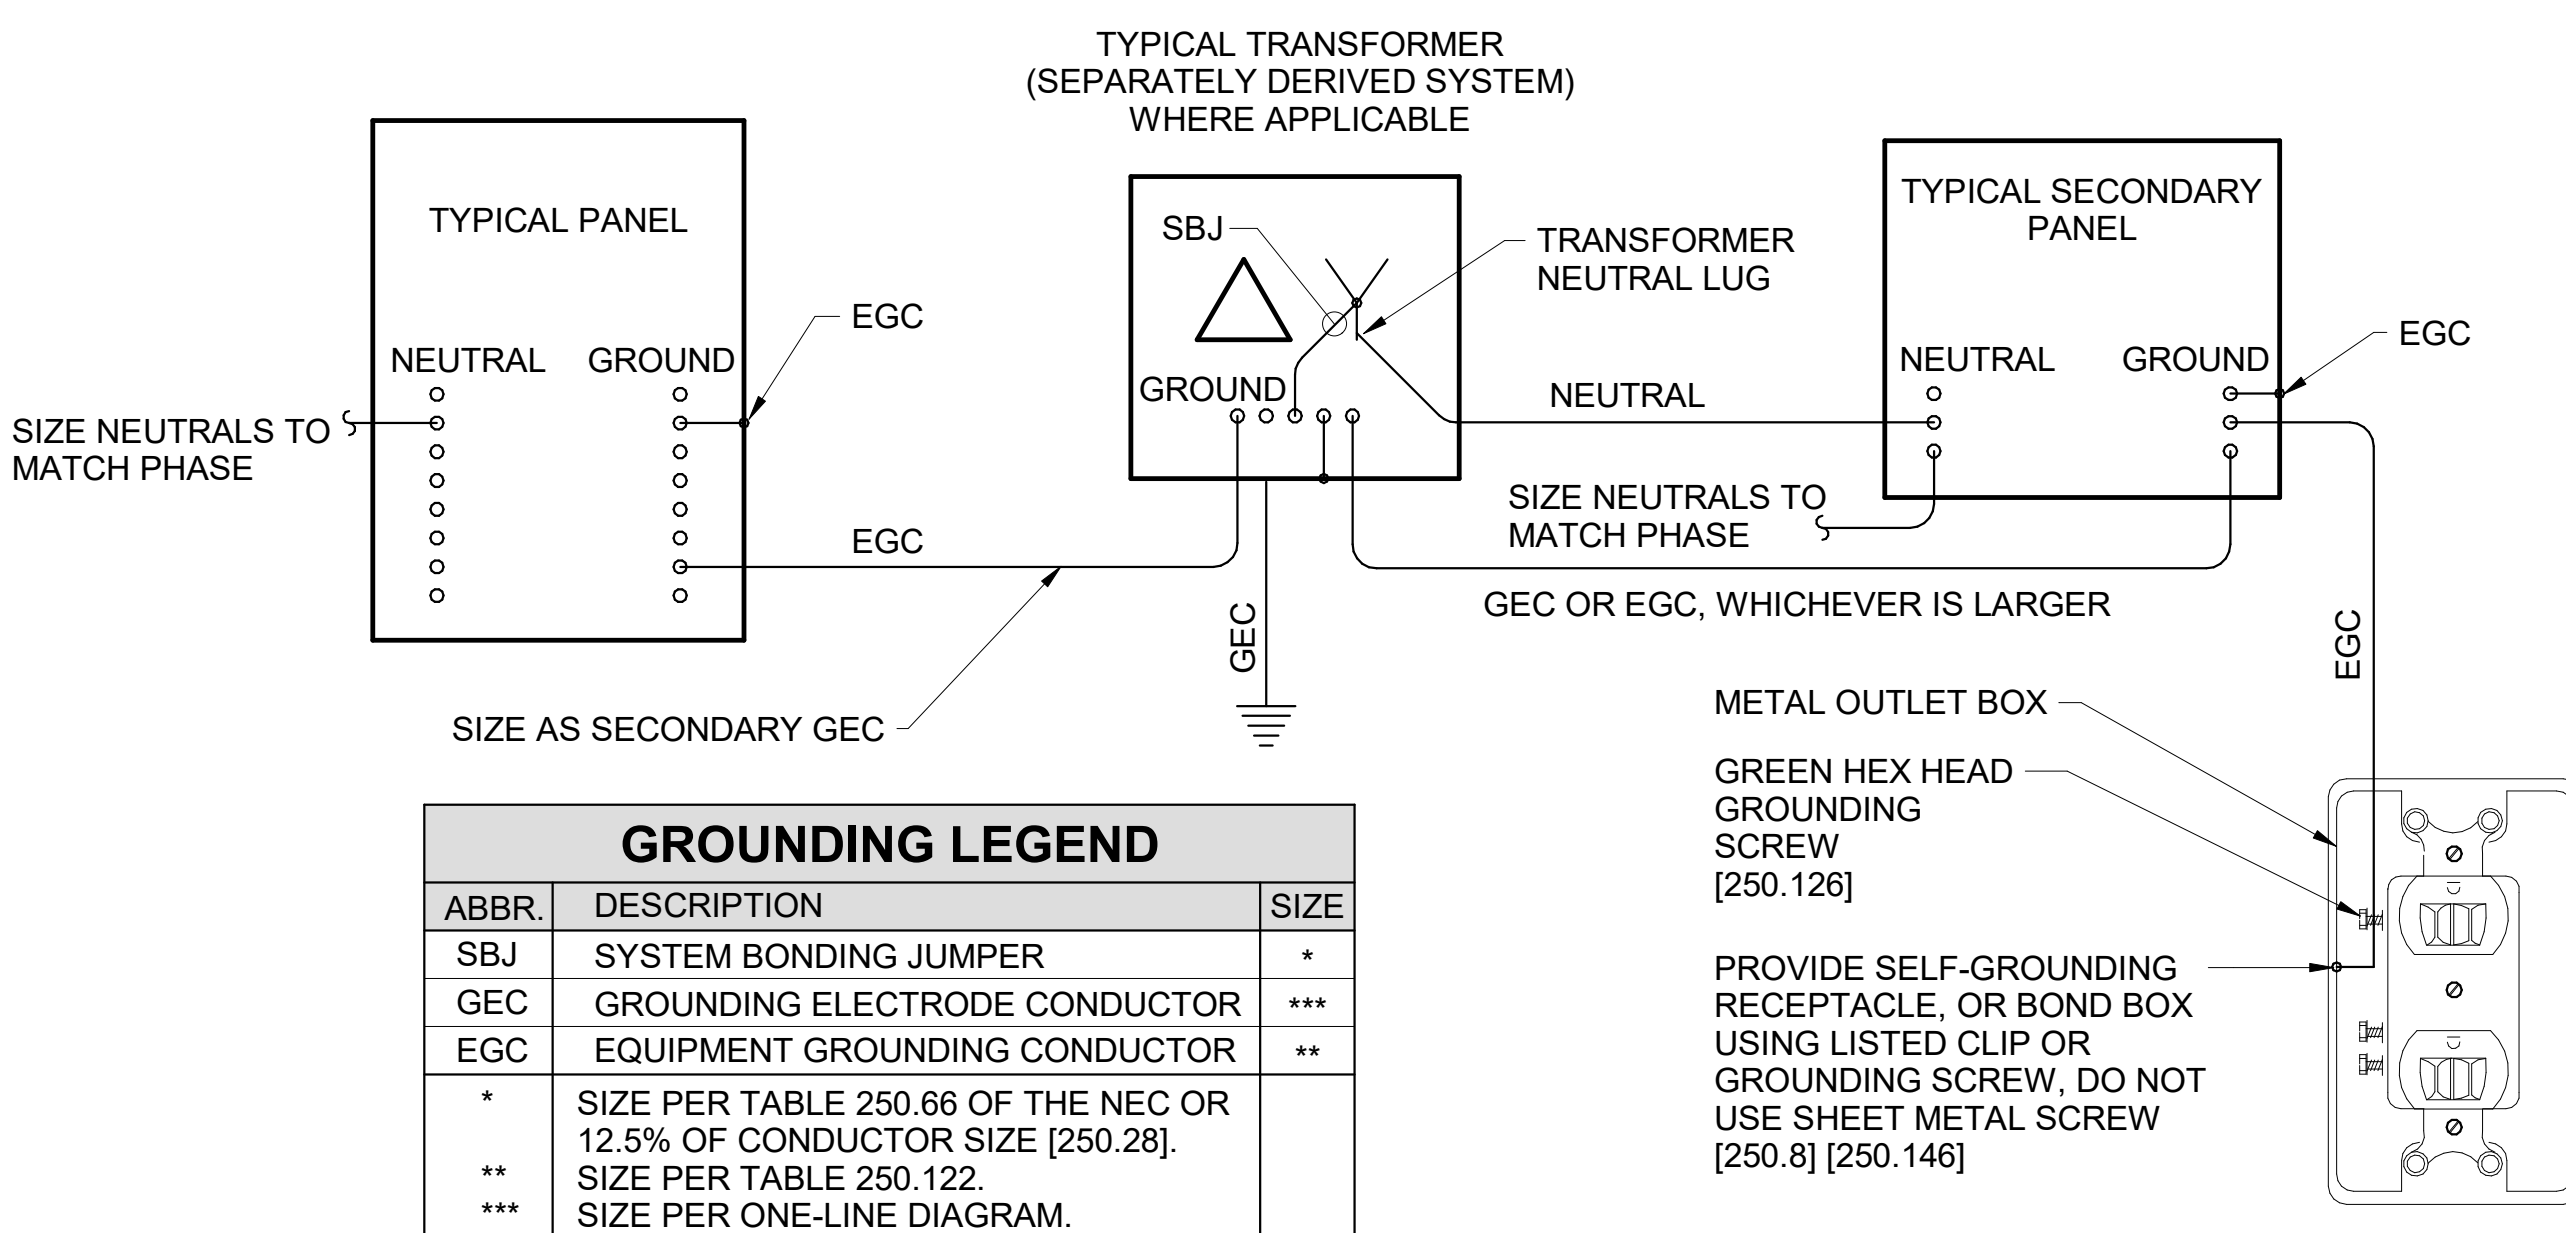 TYPICAL TRANSFORMER
(SEPARATELY DERIVED SYSTEM)
WHERE APPLICABLE
TYPICAL PANEL
NEUTRAL
GROUND
EGC
SIZE NEUTRALS TO
MATCH PHASE
EGC
SIZE AS SECONDARY GEC
SBJ
GROUND
TRANSFORMER
NEUTRAL LUG
GEC
NEUTRAL
TYPICAL SECONDARY
PANEL
NEUTRAL
GROUND
EGC
SIZE NEUTRALS TO
MATCH PHASE
GEC OR EGC, WHICHEVER IS LARGER
EGC
METAL OUTLET BOX
GREEN HEX HEAD
GROUNDING
SCREW
[250.126]
PROVIDE SELF-GROUNDING
RECEPTACLE, OR BOND BOX
USING LISTED CLIP OR
GROUNDING SCREW, DO NOT
USE SHEET METAL SCREW
[250.8] [250.146]
GROUNDING LEGEND
ABBR. DESCRIPTION SIZE
SBJ SYSTEM BONDING JUMPER *
GEC GROUNDING ELECTRODE CONDUCTOR ***
EGC EQUIPMENT GROUNDING CONDUCTOR **
* SIZE PER TABLE 250.66 OF THE NEC OR
12.5% OF CONDUCTOR SIZE [250.28].
** SIZE PER TABLE 250.122.
*** SIZE PER ONE-LINE DIAGRAM.